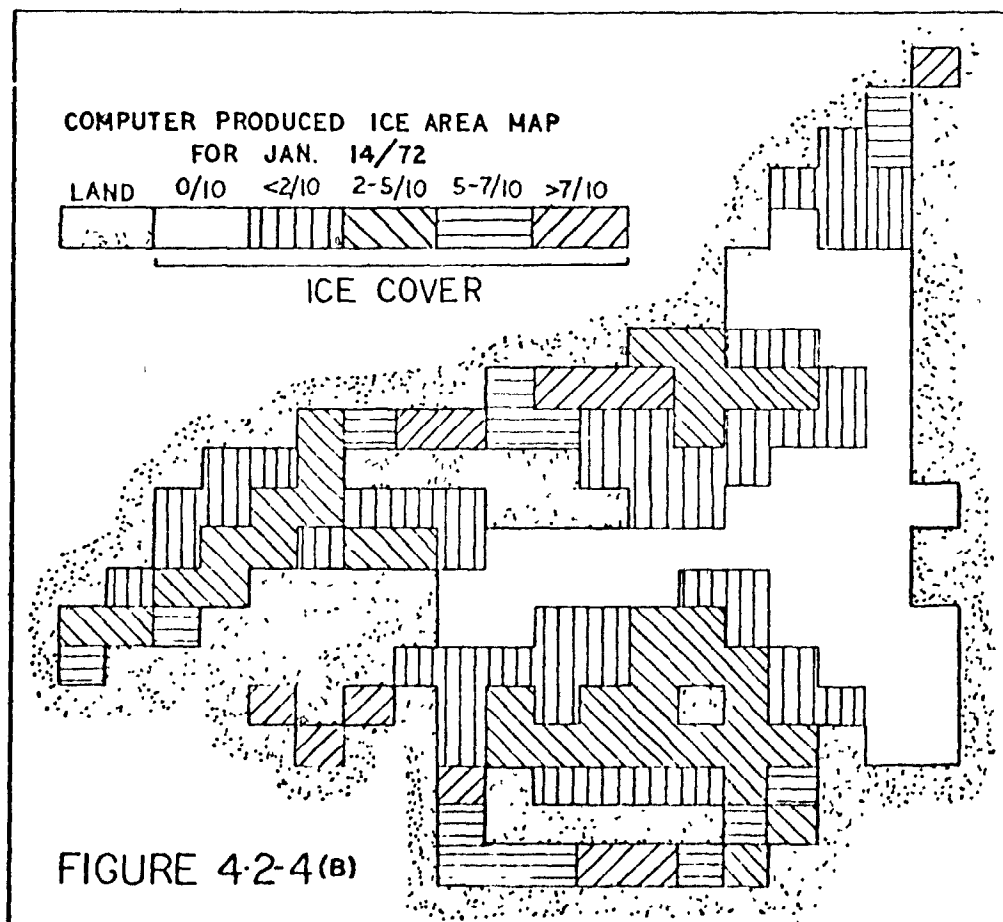 COMPUTER PRODUCED ICE AREA MAP
FOR JAN. 14/72
LAND 0/10 <2/10 2-5/10 5-7/10 >7/10
ICE COVER
FIGURE 4·2-4(B)